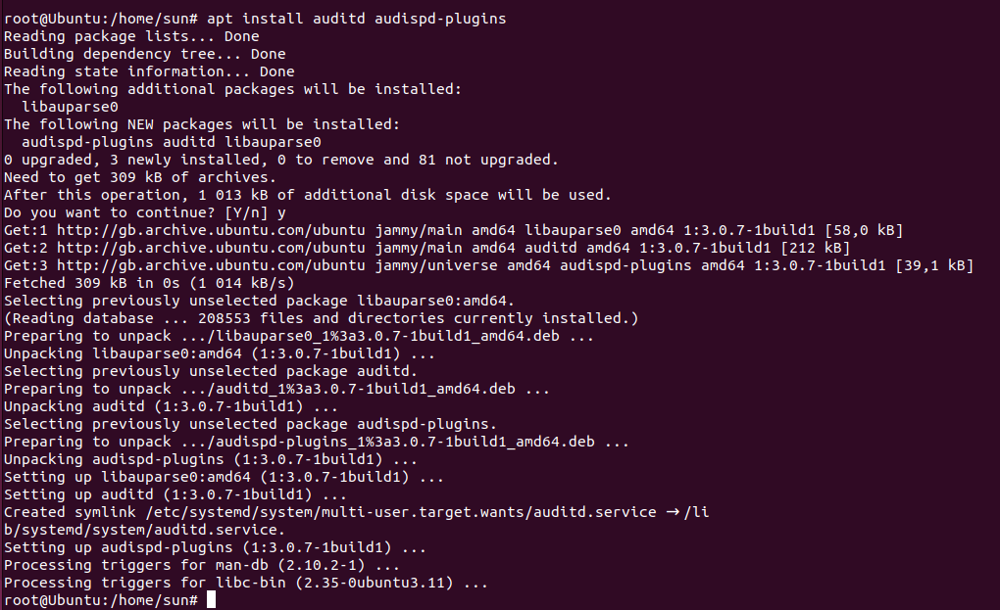 root@Ubuntu:/home/sun# apt install auditd audispd-plugins
Reading package lists... Done
Building dependency tree... Done
Reading state information... Done
The following additional packages will be installed:
  libauparse0
The following NEW packages will be installed:
  audispd-plugins auditd libauparse0
0 upgraded, 3 newly installed, 0 to remove and 81 not upgraded.
Need to get 309 kB of archives.
After this operation, 1 013 kB of additional disk space will be used.
Do you want to continue? [Y/n] y
Get:1 http://gb.archive.ubuntu.com/ubuntu jammy/main amd64 libauparse0 amd64 1:3.0.7-1build1 [58,0 kB]
Get:2 http://gb.archive.ubuntu.com/ubuntu jammy/main amd64 auditd amd64 1:3.0.7-1build1 [212 kB]
Get:3 http://gb.archive.ubuntu.com/ubuntu jammy/universe amd64 audispd-plugins amd64 1:3.0.7-1build1 [39,1 kB]
Fetched 309 kB in 0s (1 014 kB/s)
Selecting previously unselected package libauparse0:amd64.
(Reading database ... 208553 files and directories currently installed.)
Preparing to unpack .../libauparse0_1%3a3.0.7-1build1_amd64.deb ...
Unpacking libauparse0:amd64 (1:3.0.7-1build1) ...
Selecting previously unselected package auditd.
Preparing to unpack .../auditd_1%3a3.0.7-1build1_amd64.deb ...
Unpacking auditd (1:3.0.7-1build1) ...
Selecting previously unselected package audispd-plugins.
Preparing to unpack .../audispd-plugins_1%3a3.0.7-1build1_amd64.deb ...
Unpacking audispd-plugins (1:3.0.7-1build1) ...
Setting up libauparse0:amd64 (1:3.0.7-1build1) ...
Setting up auditd (1:3.0.7-1build1) ...
Created symlink /etc/systemd/system/multi-user.target.wants/auditd.service → /li
b/systemd/system/auditd.service.
Setting up audispd-plugins (1:3.0.7-1build1) ...
Processing triggers for man-db (2.10.2-1) ...
Processing triggers for libc-bin (2.35-0ubuntu3.11) ...
root@Ubuntu:/home/sun#